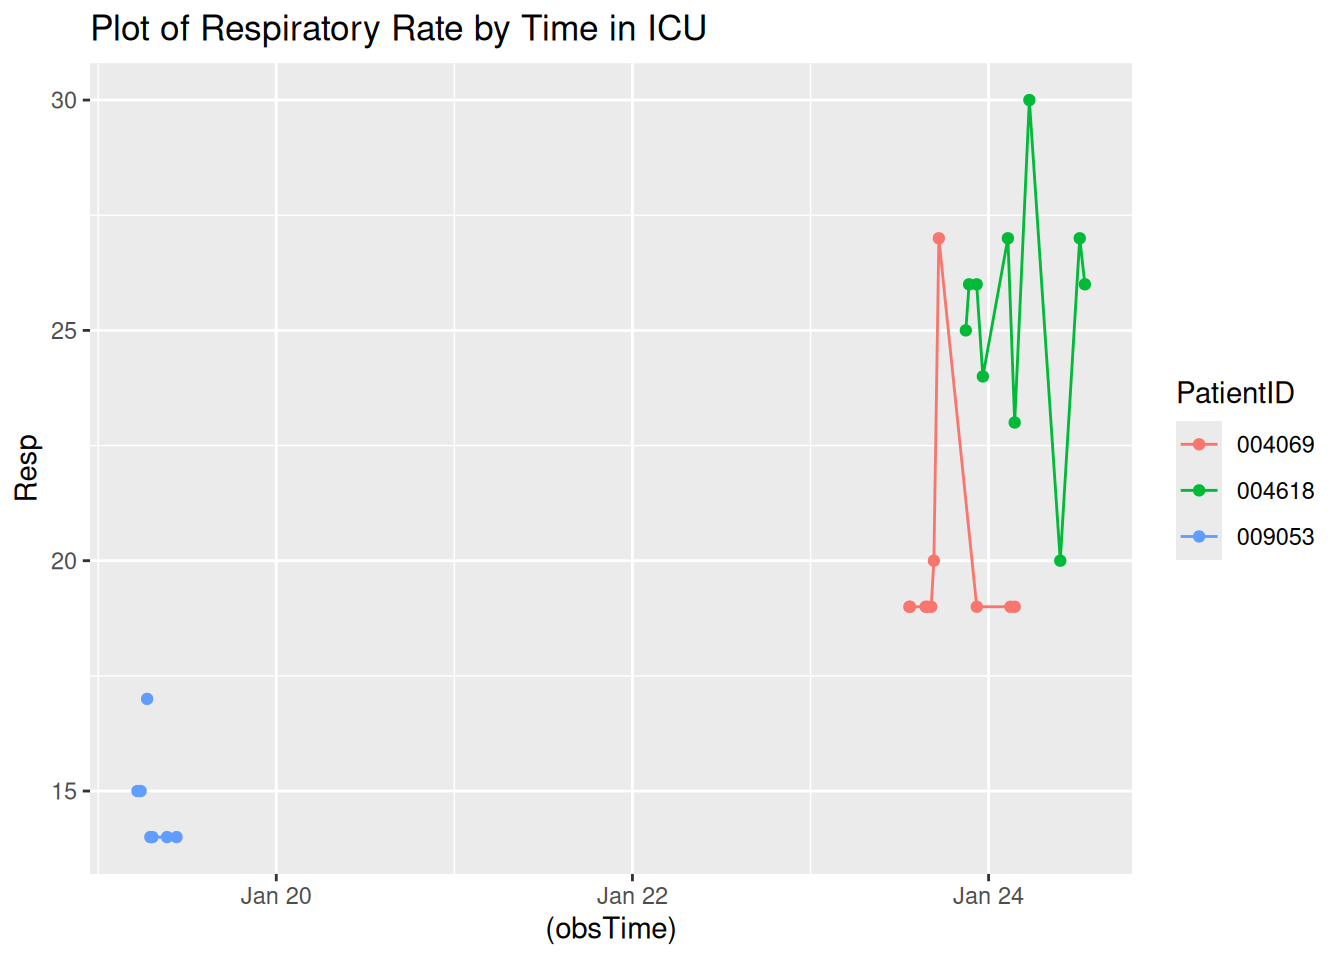 Plot of Respiratory Rate by Time in ICU
30
25
20
15
Resp
Jan 20
Jan 22
Jan 24
(obsTime)
PatientID
004069
004618
009053